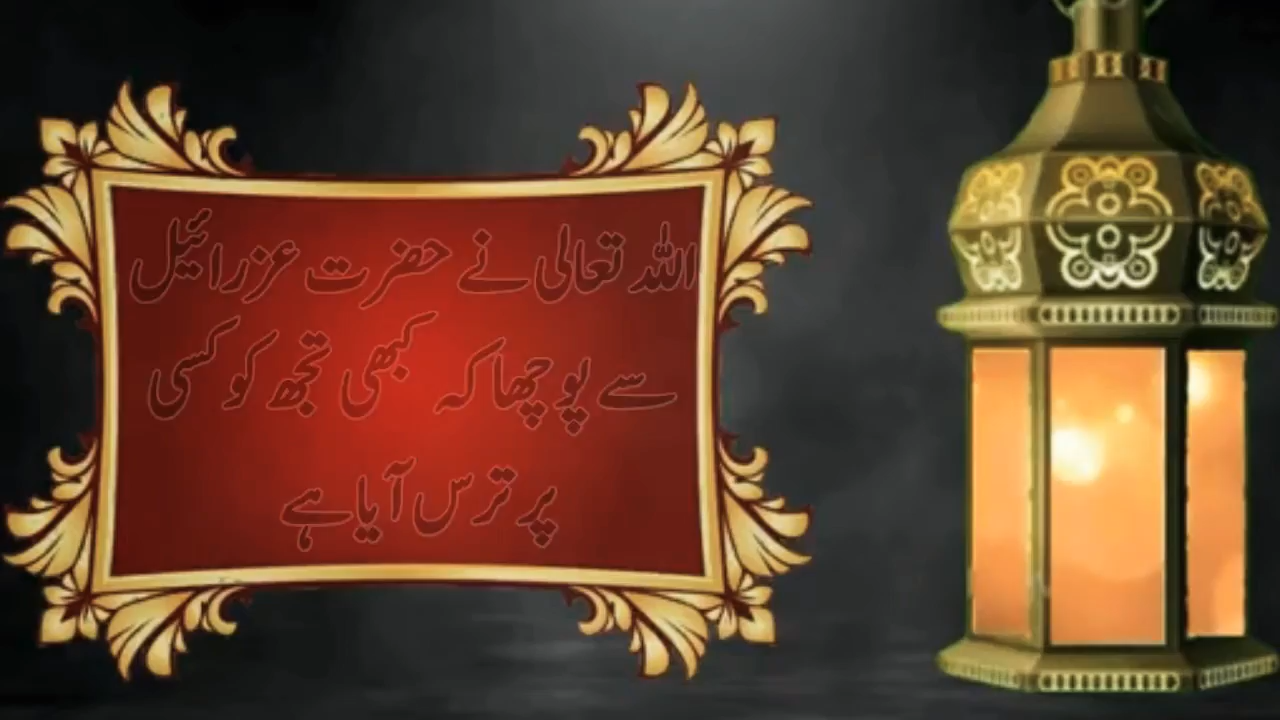 اللہ تعالی نے حضرت عزرائیل
سے پوچھا کہ کبھی تجھ کو کسی
پر ترس آیا ہے